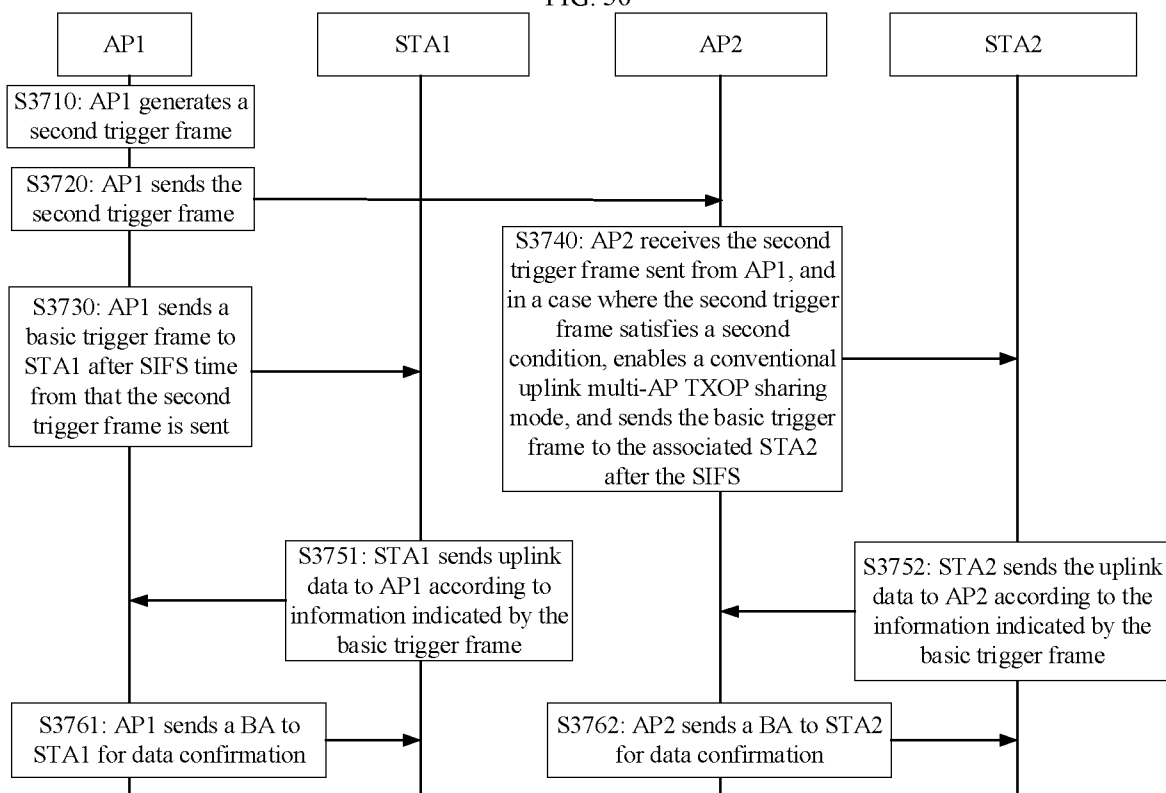 FIG. 36
AP1
STA1
AP2
STA2
S3710: AP1 generates a
second trigger frame
S3720: AP1 sends the
second trigger frame
S3740: AP2 receives the second
trigger frame sent from AP1, and
in a case where the second trigger
frame satisfies a second
condition, enables a conventional
uplink multi-AP TXOP sharing
mode, and sends the basic trigger
frame to the associated STA2
after the SIFS
S3730: AP1 sends a
basic trigger frame to
STA1 after SIFS time
from that the second
trigger frame is sent
S3751: STA1 sends uplink
data to AP1 according to
information indicated by the
basic trigger frame
S3752: STA2 sends the uplink
data to AP2 according to the
information indicated by the
basic trigger frame
S3761: AP1 sends a BA to
STA1 for data confirmation
S3762: AP2 sends a BA to STA2
for data confirmation